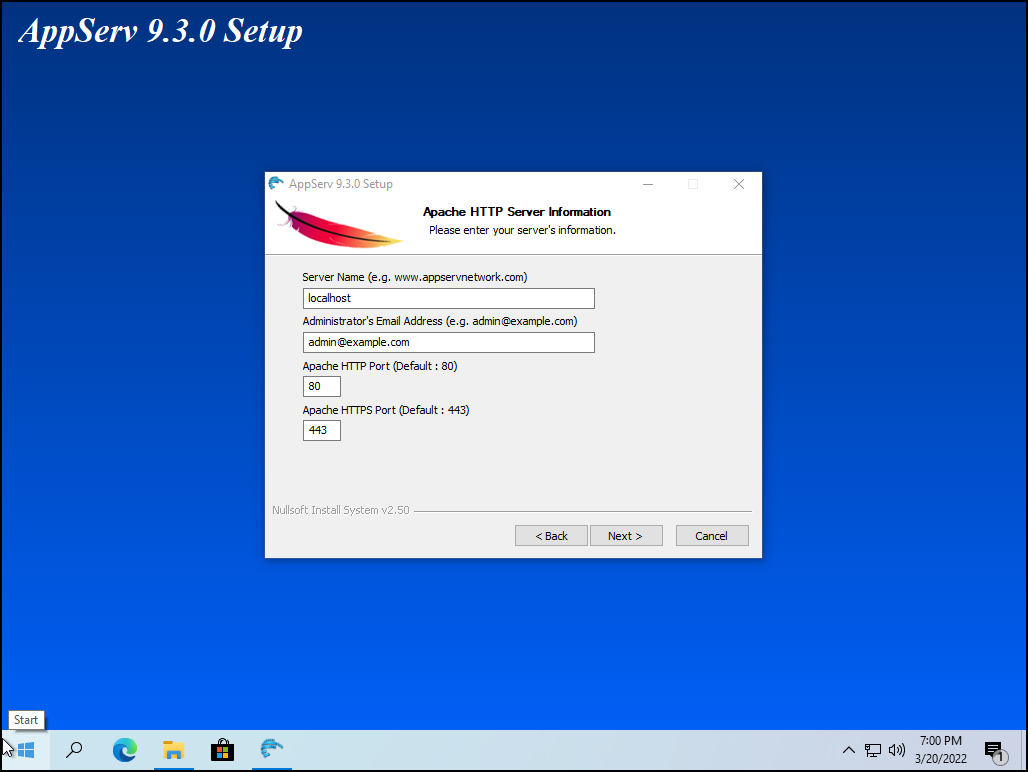 AppServ 9.3.0 Setup
AppServ 9.3.0 Setup
Apache HTTP Server Information
Please enter your server's information.
Server Name (e.g. www.appservnetwork.com)
localhost
Administrator's Email Address (e.g. admin@example.com)
admin@example.com
Apache HTTP Port (Default : 80)
80
Apache HTTPS Port (Default : 443)
443
Nullsoft Install System v2.50
< Back Next > Cancel
Start
7:00 PM
3/20/2022
1